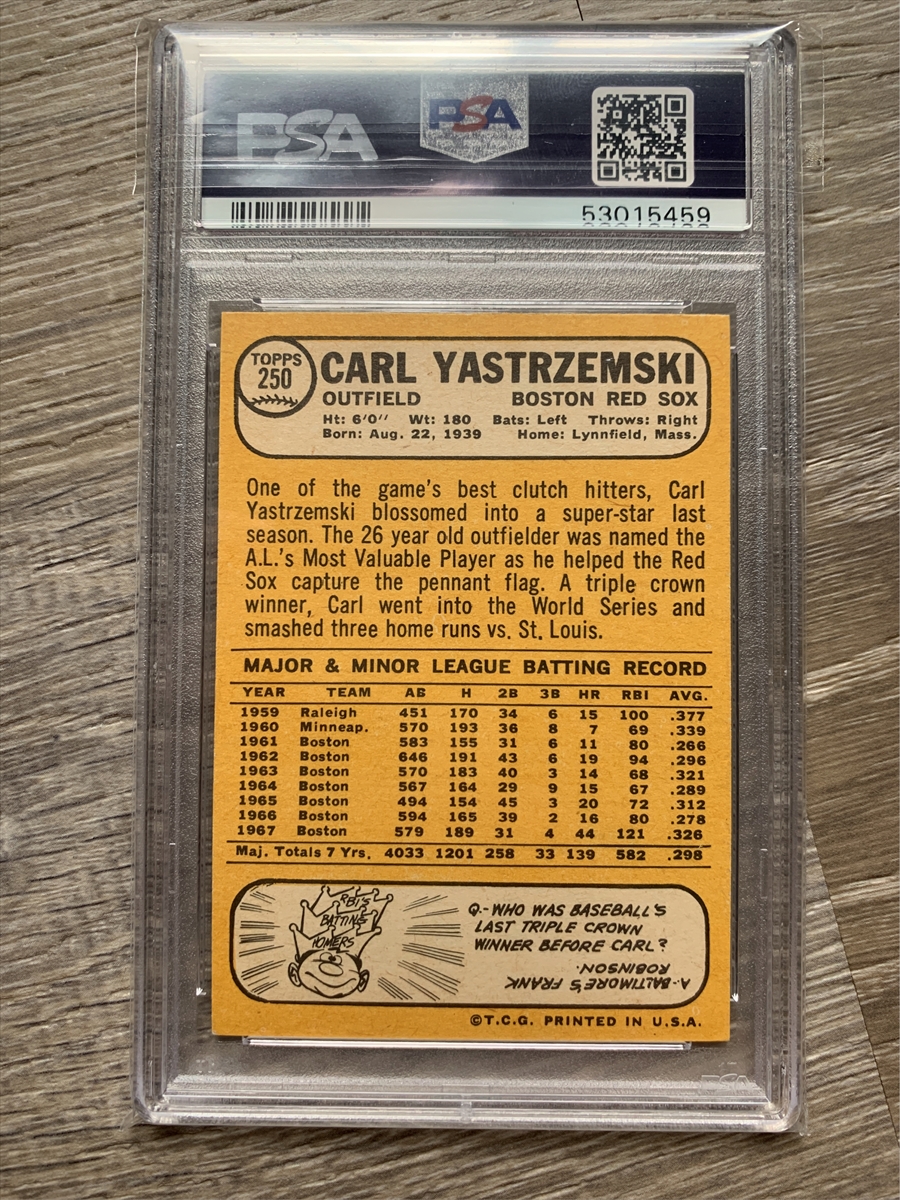 PSA PSA
53015459
TOPPS
250
CARL YASTRZEMSKI
OUTFIELD BOSTON RED SOX
Ht: 6'0'' Wt: 180 Bats: Left Throws: Right
Born: Aug. 22, 1939 Home: Lynnfield, Mass.
One of the game's best clutch hitters, Carl
Yastrzemski blossomed into a super-star last
season. The 26 year old outfielder was named the
A.L.'s Most Valuable Player as he helped the Red
Sox capture the pennant flag. A triple crown
winner, Carl went into the World Series and
smashed three home runs vs. St. Louis.
MAJOR & MINOR LEAGUE BATTING RECORD
YEAR TEAM AB H 2B 3B HR RBI AVG.
1959 Raleigh 451 170 34 6 15 100 .377
1960 Minneap. 570 193 36 8 7 69 .339
1961 Boston 583 155 31 6 11 80 .266
1962 Boston 646 191 43 6 19 94 .296
1963 Boston 570 183 40 3 14 68 .321
1964 Boston 567 164 29 9 15 67 .289
1965 Boston 494 154 45 3 20 72 .312
1966 Boston 594 165 39 2 16 80 .278
1967 Boston 579 189 31 4 44 121 .326
Maj. Totals 7 Yrs. 4033 1201 258 33 139 582 .298
RBI'S
BATTING
HOMERS
Q.-WHO WAS BASEBALL'S
LAST TRIPLE CROWN
WINNER BEFORE CARL?
A.-BALTIMORE'S FRANK
ROBINSON.
©T.C.G. PRINTED IN U.S.A.